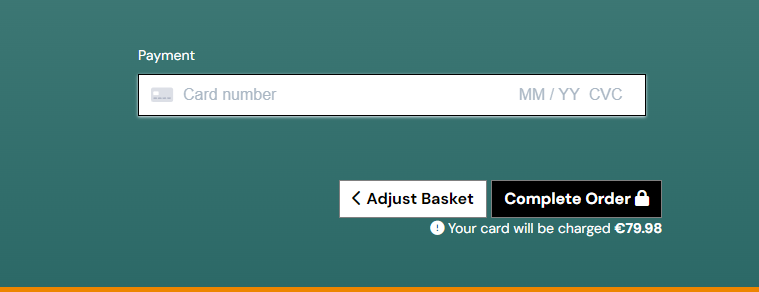 Payment
Card number MM / YY CVC
Adjust Basket Complete Order
Your card will be charged €79.98